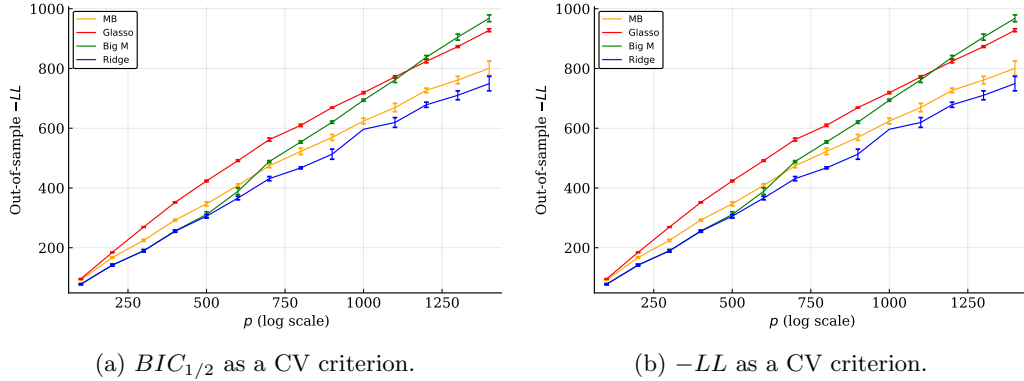 1000
800
600
400
200
Out-of-sample −LL
MB
Glasso
Big M
Ridge
250 500 750 1000 1250
p (log scale)
(a) BIC1/2 as a CV criterion.
1000
800
600
400
200
Out-of-sample −LL
MB
Glasso
Big M
Ridge
250 500 750 1000 1250
p (log scale)
(b) −LL as a CV criterion.